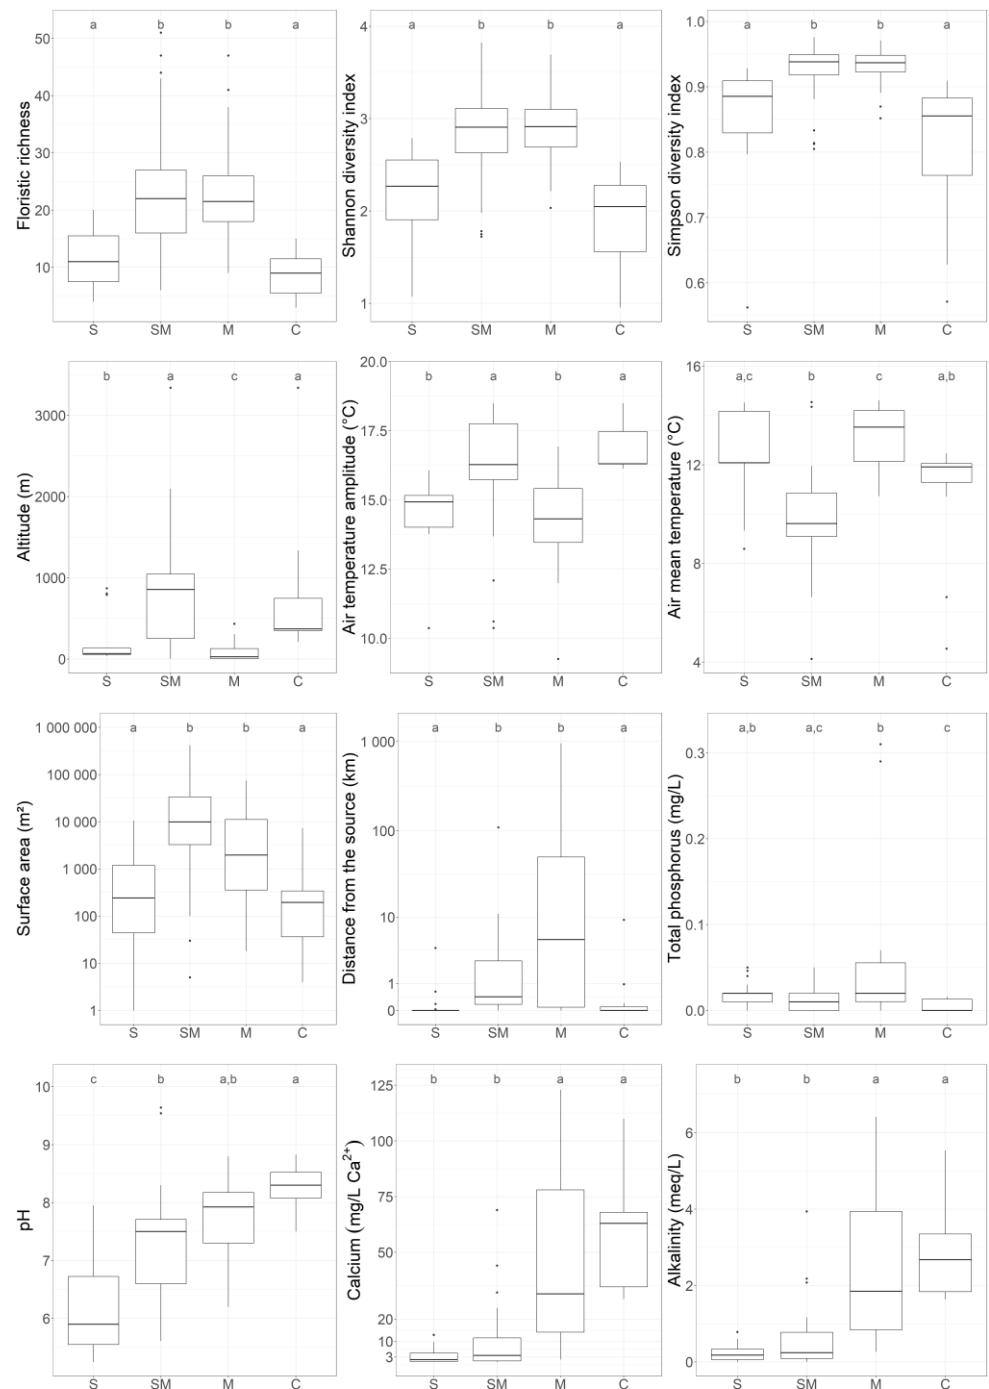 a b b a
Floristic richness
50
40
30
20
10
S SM M C
a b b a
Shannon diversity index
4
3
2
1
S SM M C
a b b a
Simpson diversity index
1.0
0.9
0.8
0.7
0.6
S SM M C
b a c a
Altitude (m)
3000
2000
1000
0
S SM M C
b a b a
Air temperature amplitude (°C)
20.0
17.5
15.0
12.5
10.0
S SM M C
a,c b c a,b
Air mean temperature (°C)
16
12
8
4
S SM M C
a b b a
Surface area (m²)
1 000 000
100 000
10 000
1 000
100
10
1
S SM M C
a b b a
Distance from the source (km)
1 000
100
10
1
0
S SM M C
a,b a,c b c
Total phosphorus (mg/L)
0.3
0.2
0.1
0.0
S SM M C
c b a,b a
pH
10
9
8
7
6
S SM M C
b b a a
Calcium (mg/L Ca²⁺)
125
100
75
50
20
10
3
S SM M C
b b a a
Alkalinity (meq/L)
6
4
2
0
S SM M C